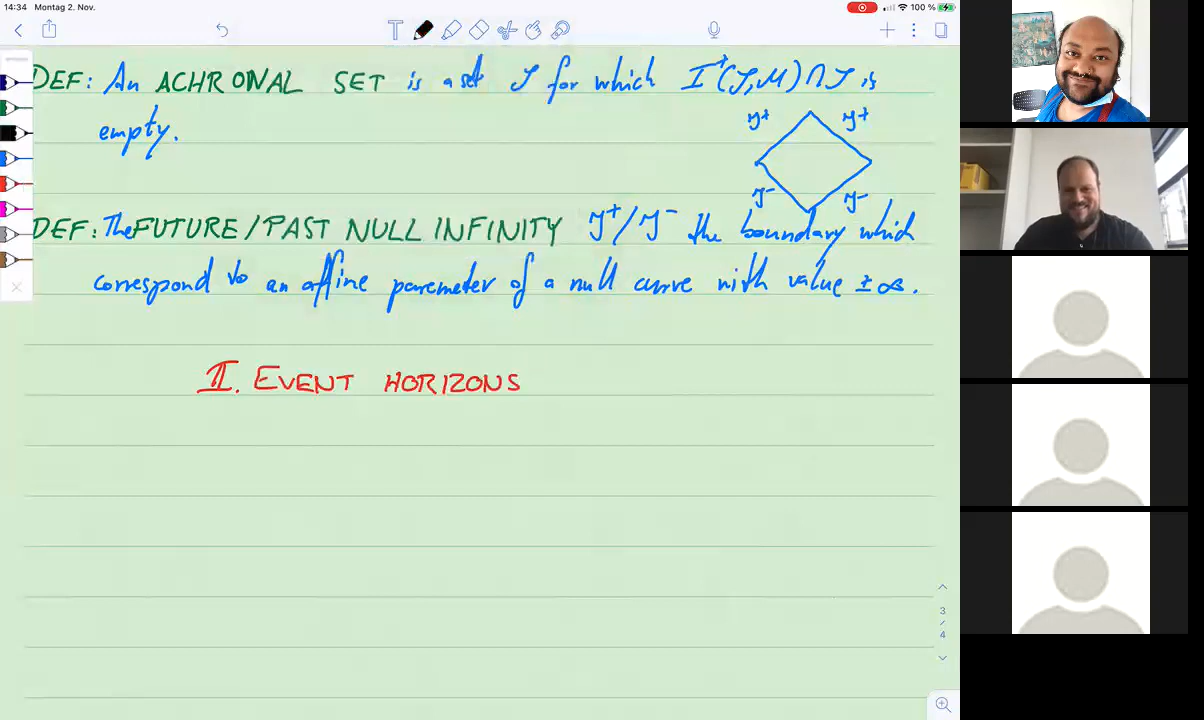 14:34 Montag 2. Nov. 100 %
DEF: An ACHRONAL SET is a set 𝒮 for which I⁺(𝒮,M) ∩ 𝒮 is
empty.
𝒥⁺ 𝒥⁺
𝒥⁻ 𝒥⁻
DEF: The FUTURE/PAST NULL INFINITY 𝒥⁺/𝒥⁻ the boundary which
correspond to an affine parameter of a null curve with value ± ∞.
II. EVENT HORIZONS
3
/
4